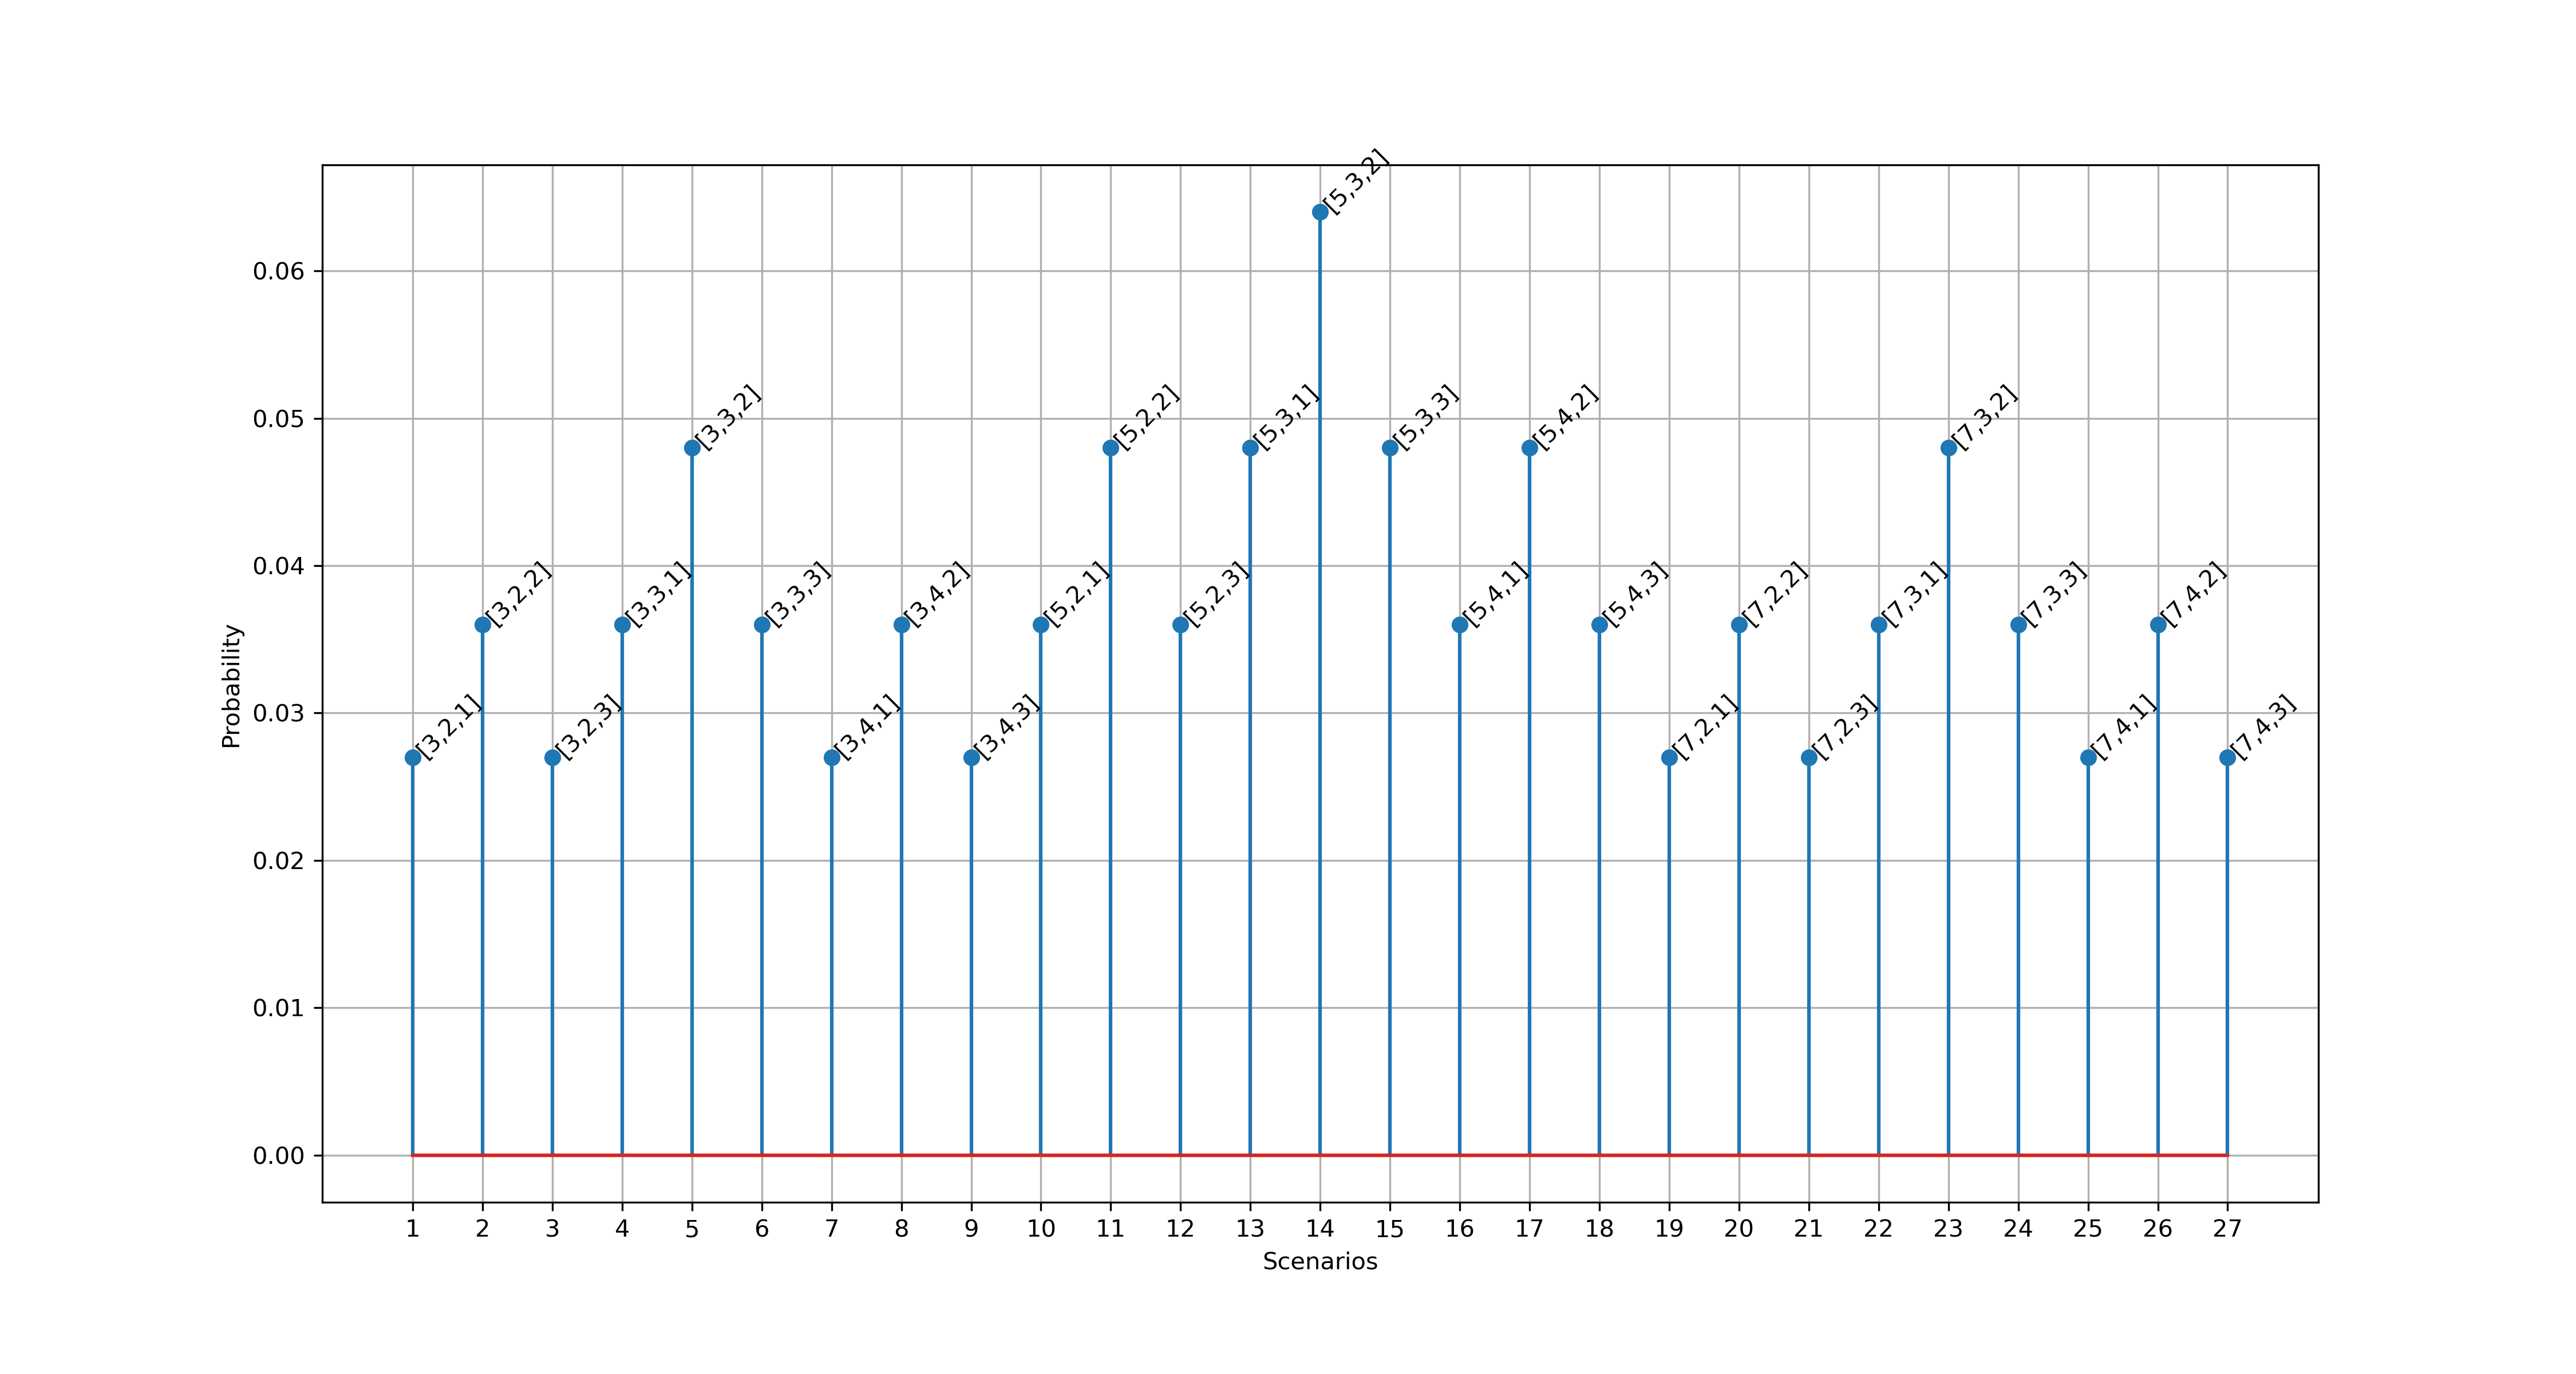 [5,3,2]
0.06
[3,3,2] [5,2,2] [5,3,1] [5,3,3] [5,4,2] [7,3,2]
0.05
[3,2,2] [3,3,1] [3,3,3] [3,4,2] [5,2,1] [5,2,3] [5,4,1] [5,4,3] [7,2,2] [7,3,1] [7,3,3] [7,4,2]
0.04
[3,2,1] [3,2,3] [3,4,1] [3,4,3] [7,2,1] [7,2,3] [7,4,1] [7,4,3]
0.03
Probability
0.02
0.01
0.00
1 2 3 4 5 6 7 8 9 10 11 12 13 14 15 16 17 18 19 20 21 22 23 24 25 26 27
Scenarios